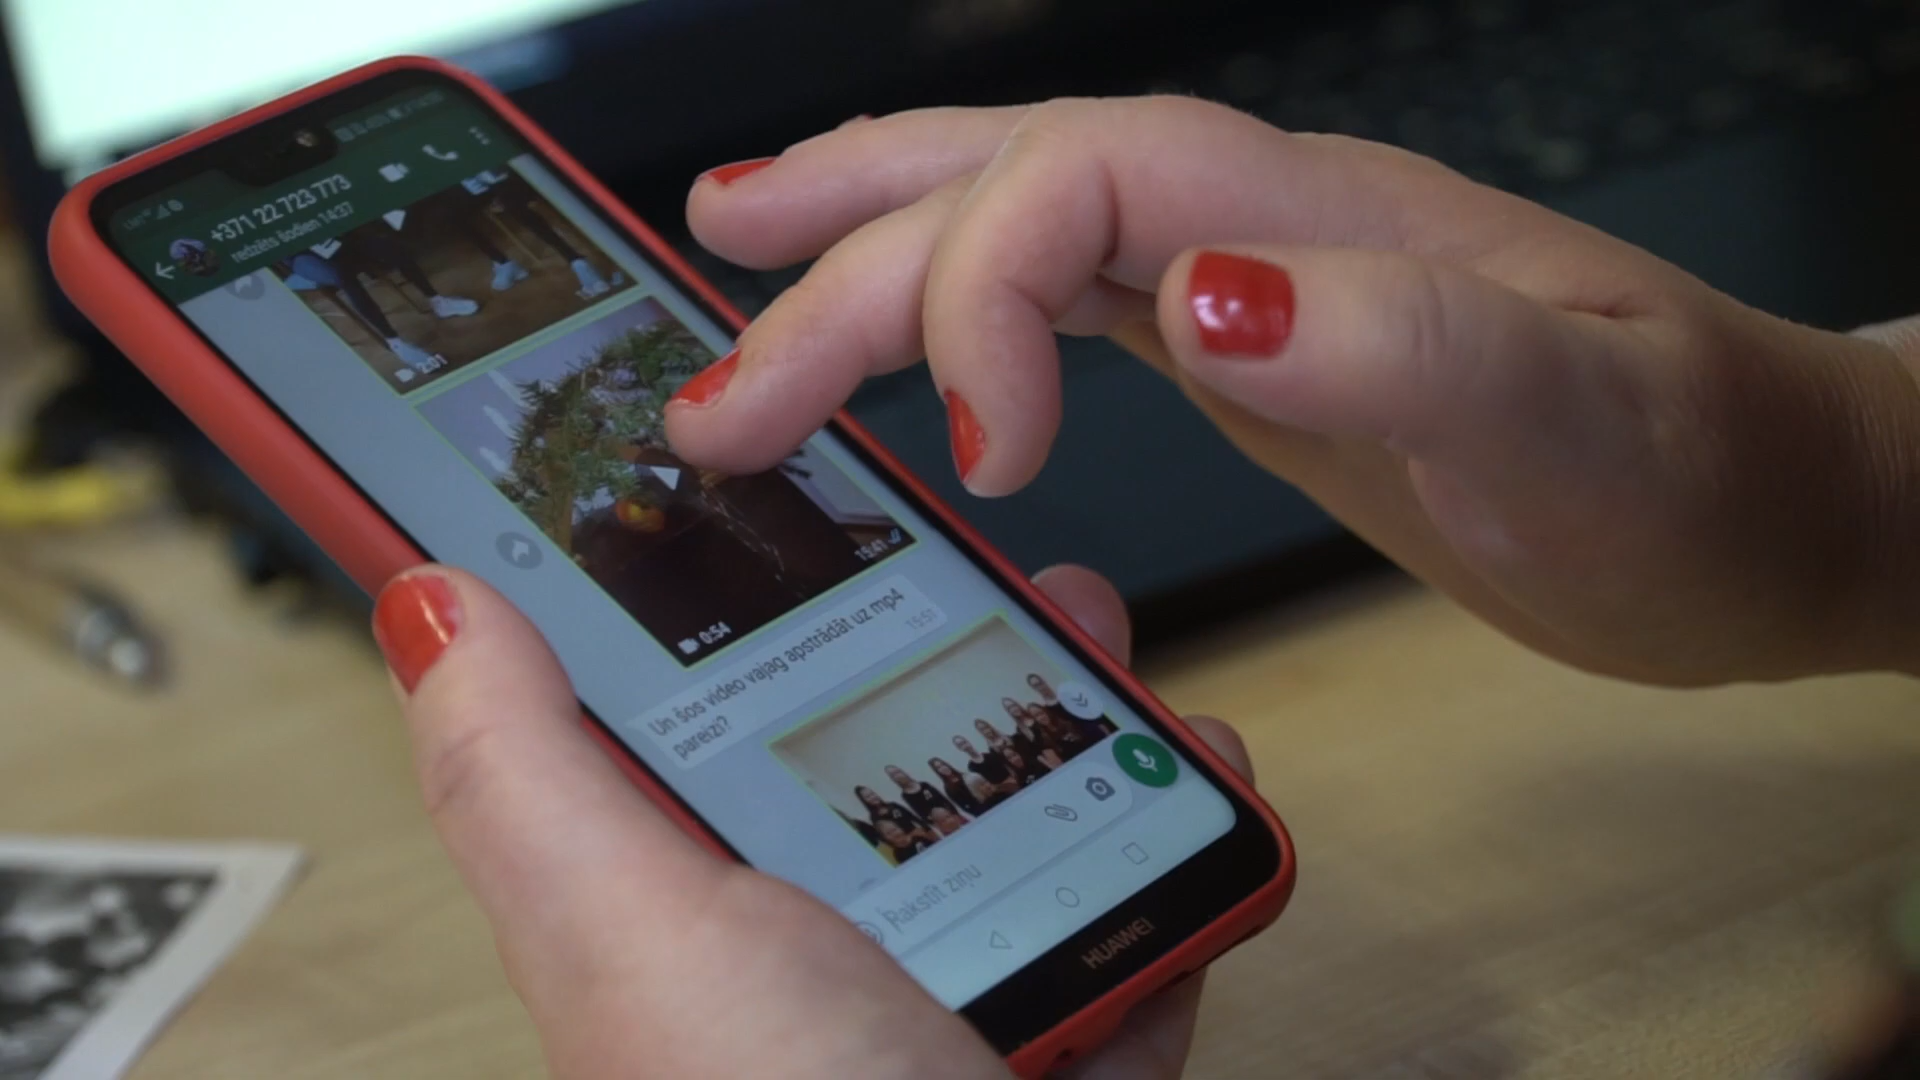 +371 22 723 773
redzēts šodien 14:37
2:01
15:41
0:54
Un šos video vajag apstrādāt uz mp4
pareizi?
15:51
Rakstīt ziņu
HUAWEI